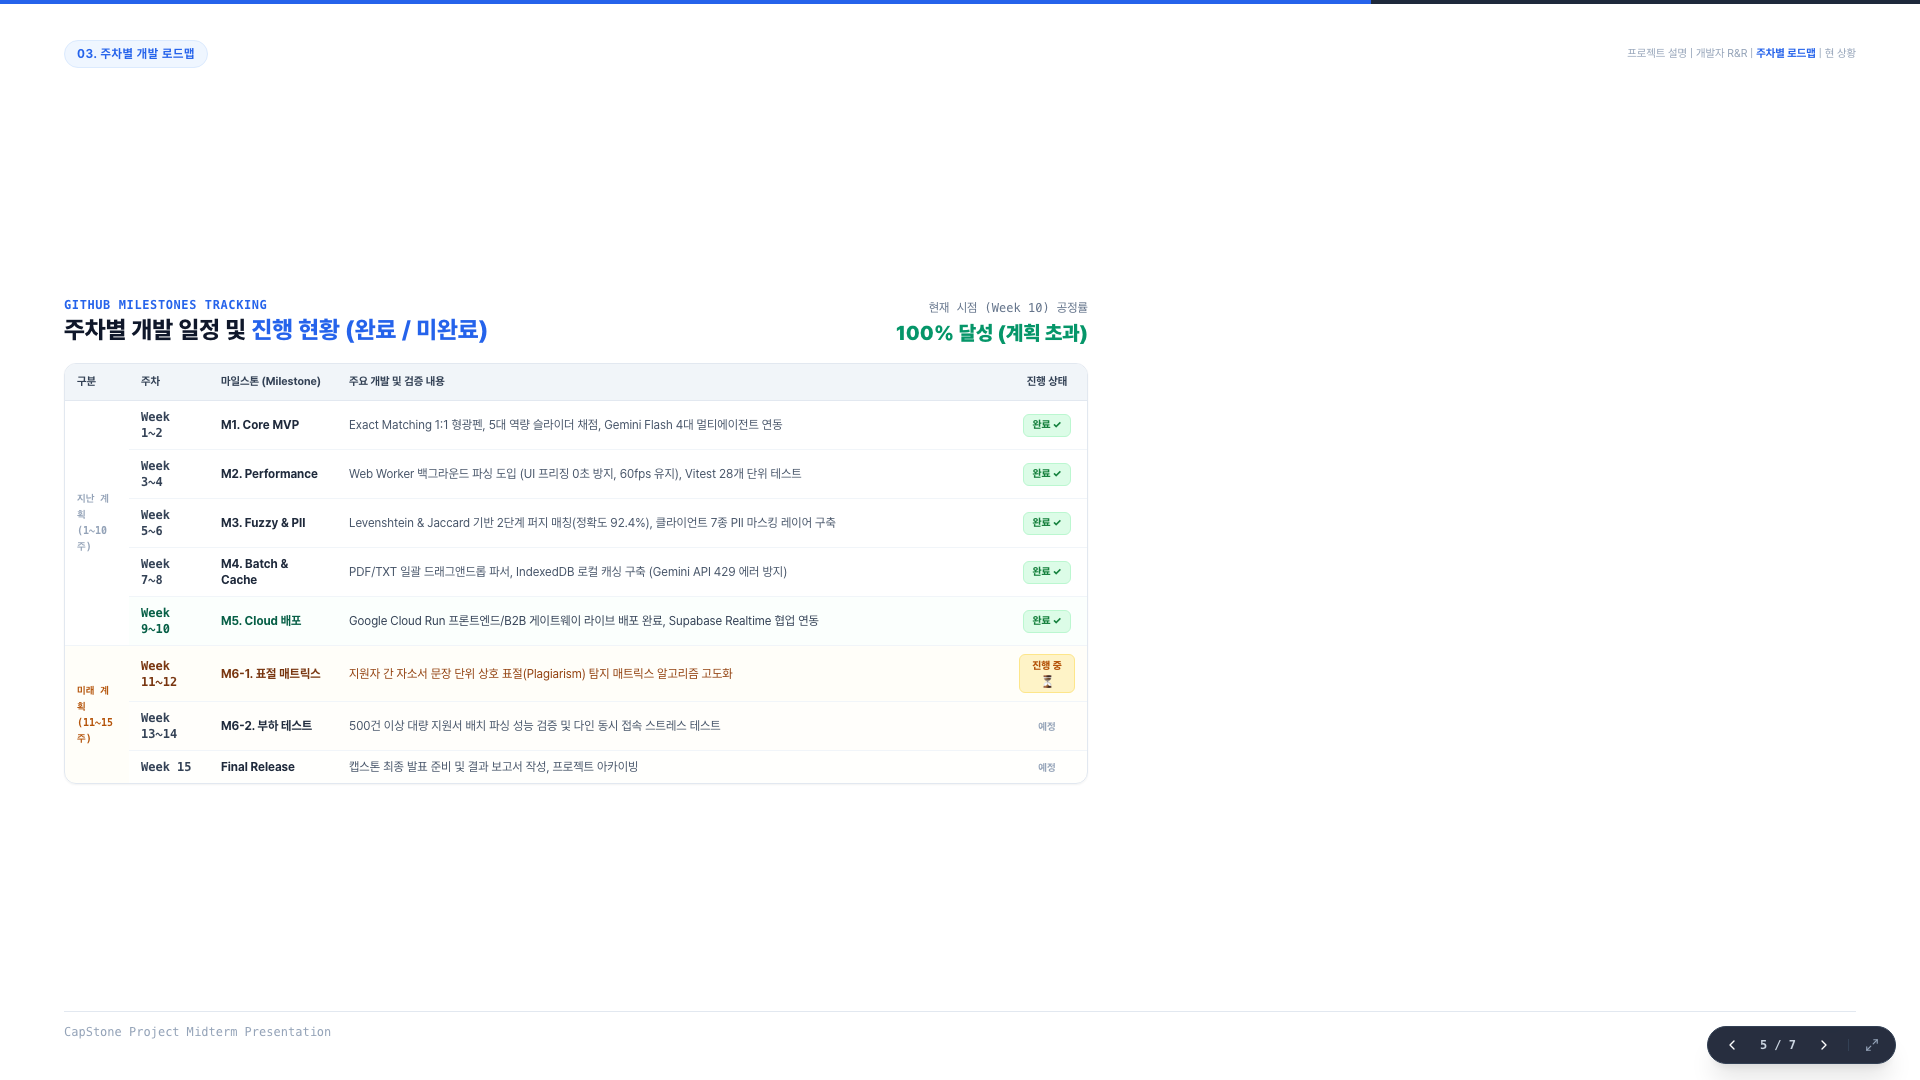 03. 주차별 개발 로드맵
프로젝트 설명 | 개발자 R&R | 주차별 로드맵 | 현 상황
GITHUB MILESTONES TRACKING
주차별 개발 일정 및 진행 현황 (완료 / 미완료)
현재 시점 (Week 10) 공정률
100% 달성 (계획 초과)
구분 주차 마일스톤 (Milestone) 주요 개발 및 검증 내용 진행 상태
지난 계
획
(1~10
주)
Week
1~2
M1. Core MVP
Exact Matching 1:1 형광펜, 5대 역량 슬라이더 채점, Gemini Flash 4대 멀티에이전트 연동
완료 ✓
Week
3~4
M2. Performance
Web Worker 백그라운드 파싱 도입 (UI 프리징 0초 방지, 60fps 유지), Vitest 28개 단위 테스트
완료 ✓
Week
5~6
M3. Fuzzy & PII
Levenshtein & Jaccard 기반 2단계 퍼지 매칭(정확도 92.4%), 클라이언트 7종 PII 마스킹 레이어 구축
완료 ✓
Week
7~8
M4. Batch &
Cache
PDF/TXT 일괄 드래그앤드롭 파서, IndexedDB 로컬 캐싱 구축 (Gemini API 429 에러 방지)
완료 ✓
Week
9~10
M5. Cloud 배포
Google Cloud Run 프론트엔드/B2B 게이트웨이 라이브 배포 완료, Supabase Realtime 협업 연동
완료 ✓
미래 계
획
(11~15
주)
Week
11~12
M6-1. 표절 매트릭스
지원자 간 자소서 문장 단위 상호 표절(Plagiarism) 탐지 매트릭스 알고리즘 고도화
진행 중
⏳
Week
13~14
M6-2. 부하 테스트
500건 이상 대량 지원서 배치 파싱 성능 검증 및 다인 동시 접속 스트레스 테스트
예정
Week 15
Final Release
캡스톤 최종 발표 준비 및 결과 보고서 작성, 프로젝트 아카이빙
예정
CapStone Project Midterm Presentation
5 / 7